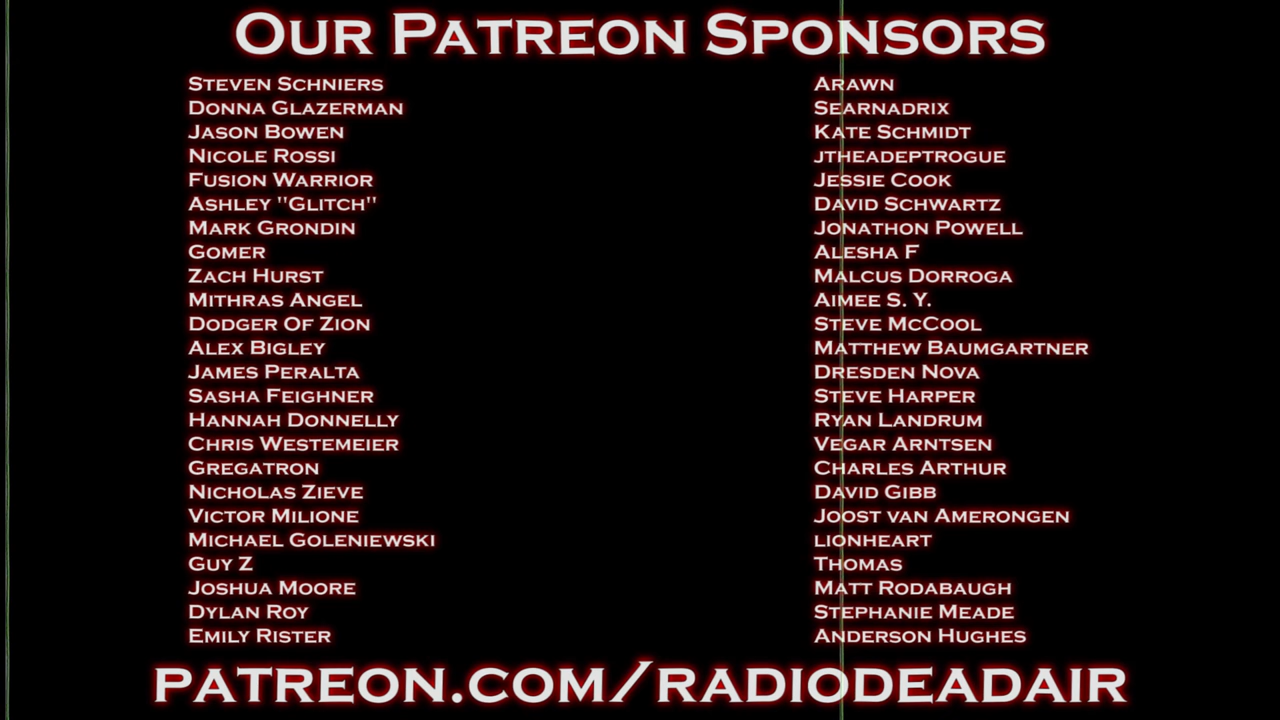 Our Patreon Sponsors
Steven Schniers
Donna Glazerman
Jason Bowen
Nicole Rossi
Fusion Warrior
Ashley "Glitch"
Mark Grondin
Gomer
Zach Hurst
Mithras Angel
Dodger Of Zion
Alex Bigley
James Peralta
Sasha Feighner
Hannah Donnelly
Chris Westemeier
Gregatron
Nicholas Zieve
Victor Milione
Michael Goleniewski
Guy Z
Joshua Moore
Dylan Roy
Emily Rister
Arawn
Searnadrix
Kate Schmidt
jtheadeptrogue
Jessie Cook
David Schwartz
Jonathon Powell
Alesha F
Malcus Dorroga
Aimee S. Y.
Steve McCool
Matthew Baumgartner
Dresden Nova
Steve Harper
Ryan Landrum
Vegar Arntsen
Charles Arthur
David Gibb
Joost van Amerongen
lionheart
Thomas
Matt Rodabaugh
Stephanie Meade
Anderson Hughes
patreon.com/radiodeadair